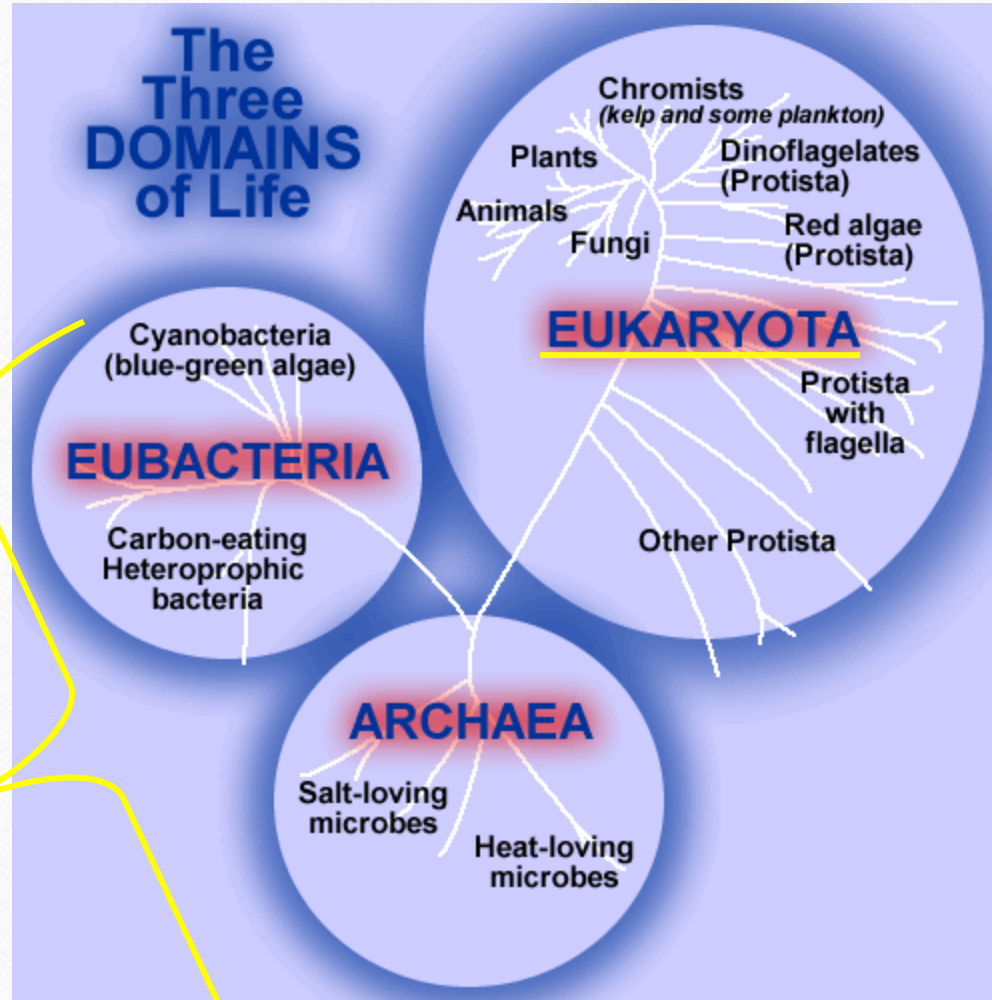 The
Three
DOMAINS
of Life
Chromists
(kelp and some plankton)
Plants
Dinoflagelates
(Protista)
Animals
Red algae
(Protista)
Fungi
EUKARYOTA
Protista
with
flagella
Other Protista
Cyanobacteria
(blue-green algae)
EUBACTERIA
Carbon-eating
Heteroprophic
bacteria
ARCHAEA
Salt-loving
microbes
Heat-loving
microbes